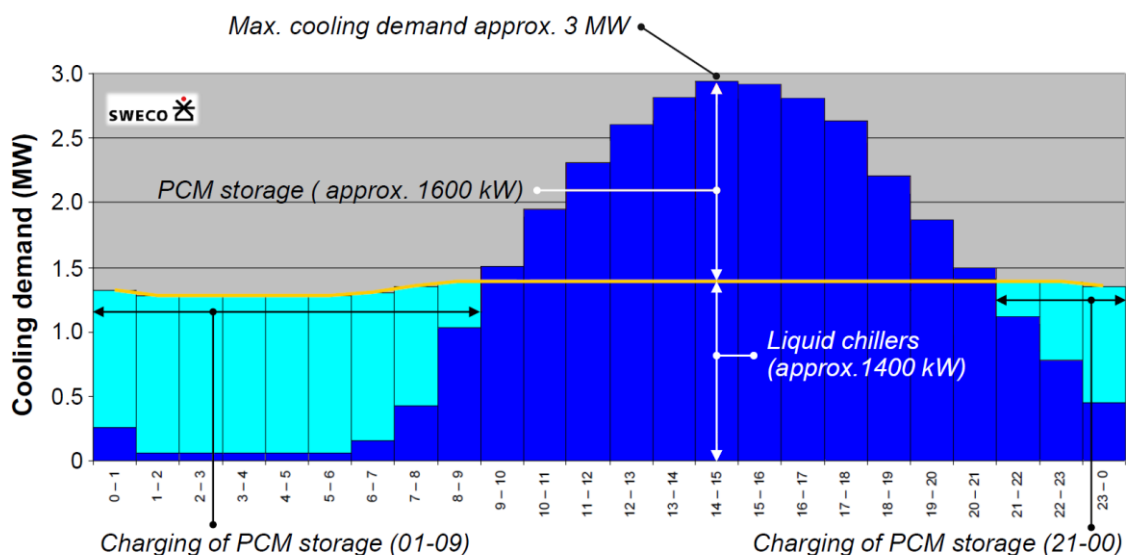 Max. cooling demand approx. 3 MW
3.0
SWECO
2.5
PCM storage ( approx. 1600 kW)
2.0
1.5
1.0
Liquid chillers
(approx.1400 kW)
0.5
0
Cooling demand (MW)
0 – 1
1 – 2
2 – 3
3 – 4
4 – 5
5 – 6
6 – 7
7 – 8
8 – 9
9 – 10
10 – 11
11 – 12
12 – 13
13 – 14
14 – 15
15 – 16
16 – 17
17 – 18
18 – 19
19 – 20
20 – 21
21 – 22
22 – 23
23 – 0
Charging of PCM storage (01-09)
Charging of PCM storage (21-00)